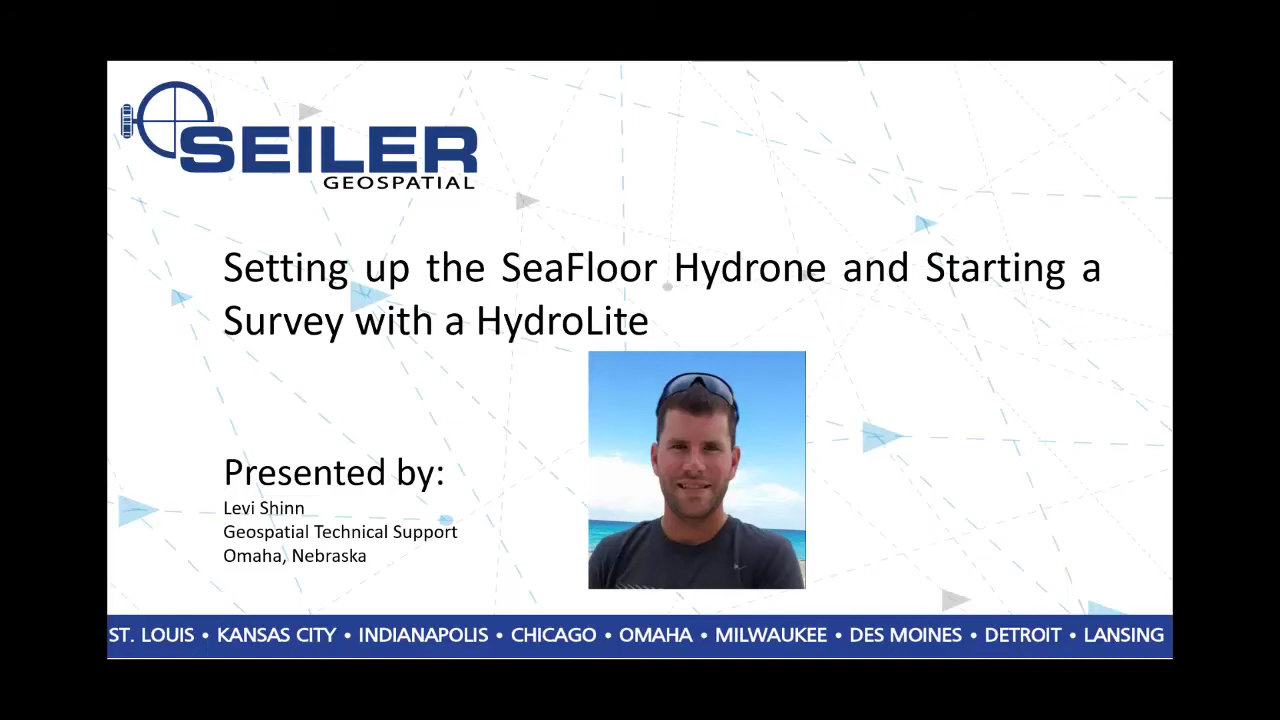 SEILER
GEOSPATIAL
Setting up the SeaFloor Hydrone and Starting a
Survey with a HydroLite
Presented by:
Levi Shinn
Geospatial Technical Support
Omaha, Nebraska
ST. LOUIS • KANSAS CITY • INDIANAPOLIS • CHICAGO • OMAHA • MILWAUKEE • DES MOINES • DETROIT • LANSING